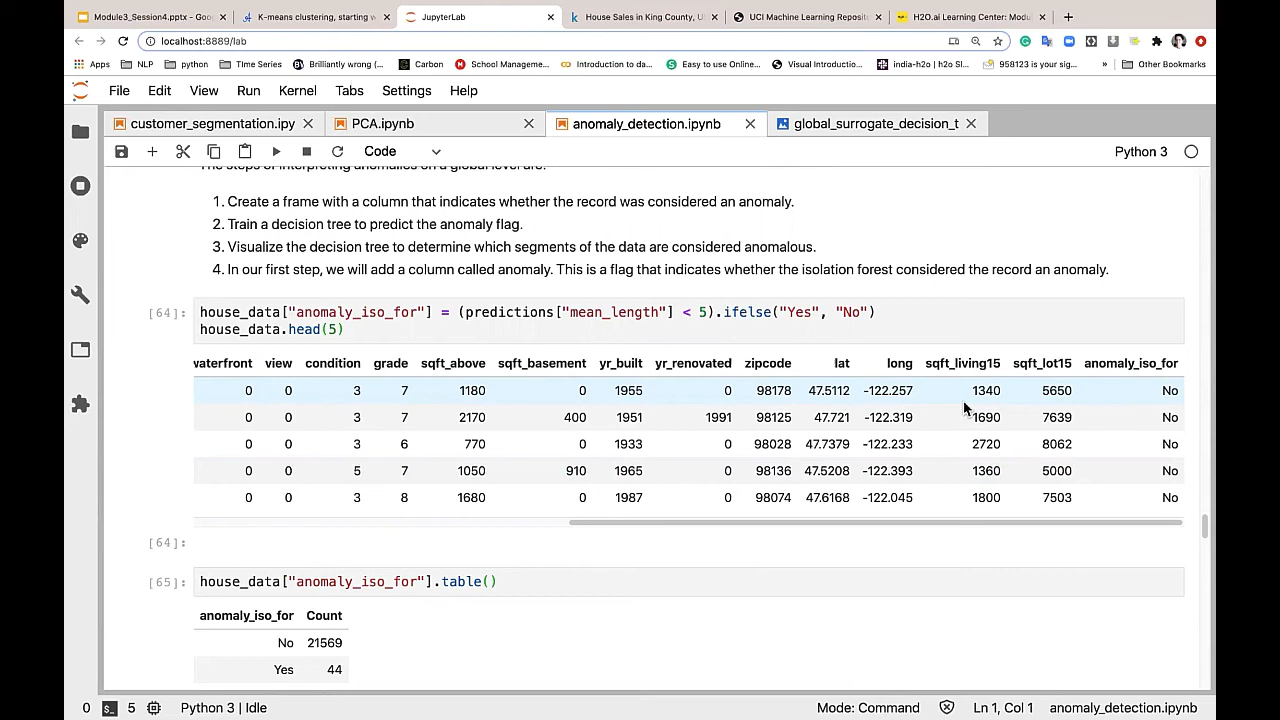 Module3_Session4.pptx - Goo
K-means clustering, starting w
JupyterLab
House Sales in King County, U
UCI Machine Learning Reposit
H2O.ai Learning Center: Modu
localhost:8889/lab
Apps NLP python TIme Series Brilliantly wrong (... Carbon School Manageme... Introduction to da... Easy to use Online... Visual Introductio... india-h2o | h2o Sl... 958123 is your sig... » Other Bookmarks
File Edit View Run Kernel Tabs Settings Help
customer_segmentation.ipy PCA.ipynb anomaly_detection.ipynb global_surrogate_decision_t
Code Python 3
The steps of interpreting anomalies on a global level are:
1. Create a frame with a column that indicates whether the record was considered an anomaly.
2. Train a decision tree to predict the anomaly flag.
3. Visualize the decision tree to determine which segments of the data are considered anomalous.
4. In our first step, we will add a column called anomaly. This is a flag that indicates whether the isolation forest considered the record an anomaly.
[64]: house_data["anomaly_iso_for"] = (predictions["mean_length"] < 5).ifelse("Yes", "No")
house_data.head(5)
waterfront view condition grade sqft_above sqft_basement yr_built yr_renovated zipcode lat long sqft_living15 sqft_lot15 anomaly_iso_for
0 0 3 7 1180 0 1955 0 98178 47.5112 -122.257 1340 5650 No
0 0 3 7 2170 400 1951 1991 98125 47.721 -122.319 1690 7639 No
0 0 3 6 770 0 1933 0 98028 47.7379 -122.233 2720 8062 No
0 0 5 7 1050 910 1965 0 98136 47.5208 -122.393 1360 5000 No
0 0 3 8 1680 0 1987 0 98074 47.6168 -122.045 1800 7503 No
[64]:
[65]: house_data["anomaly_iso_for"].table()
anomaly_iso_for Count
No 21569
Yes 44
0 5 Python 3 | Idle Mode: Command Ln 1, Col 1 anomaly_detection.ipynb